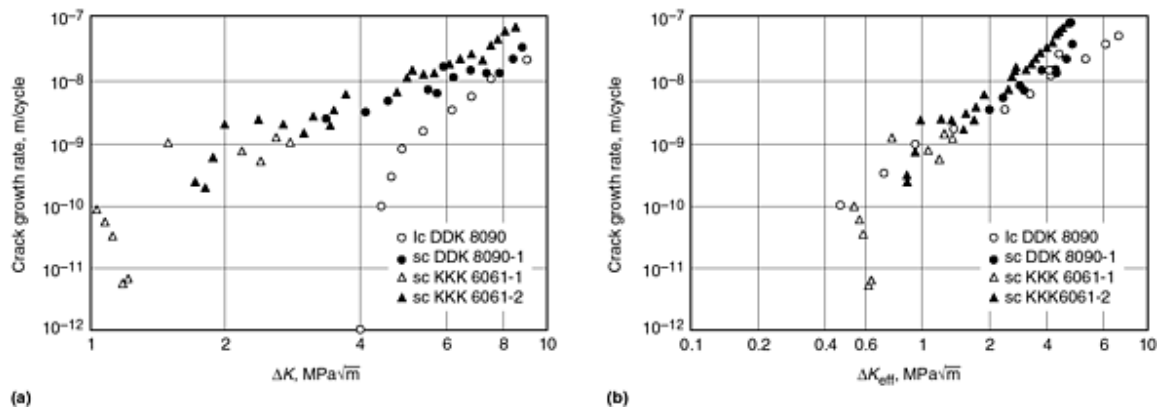 10⁻⁷
10⁻⁸
10⁻⁹
10⁻¹⁰
10⁻¹¹
10⁻¹²
Crack growth rate, m/cycle
lc DDK 8090
sc DDK 8090-1
sc KKK 6061-1
sc KKK 6061-2
1 2 4 6 8 10
ΔK, MPa√m
(a)
10⁻⁷
10⁻⁸
10⁻⁹
10⁻¹⁰
10⁻¹¹
10⁻¹²
Crack growth rate, m/cycle
lc DDK 8090
sc DDK 8090-1
sc KKK 6061-1
sc KKK6061-2
0.1 0.2 0.4 0.6 1 2 4 6 10
ΔKeff, MPa√m
(b)